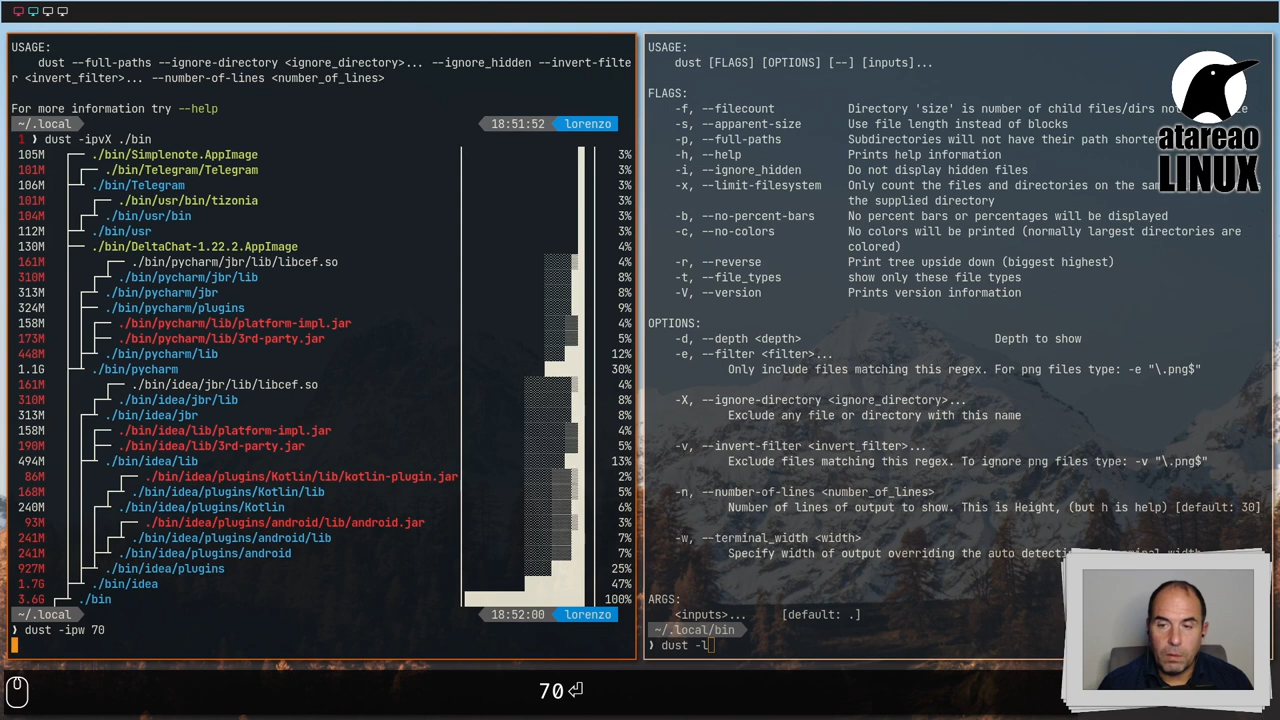 USAGE:
dust --full-paths --ignore-directory <ignore_directory>... --ignore_hidden --invert-filte
r <invert_filter>... --number-of-lines <number_of_lines>
For more information try --help
~/.local 18:51:52 lorenzo
1 ❯ dust -ipvX ./bin
105M ./bin/Simplenote.AppImage 3%
101M ./bin/Telegram/Telegram 3%
106M ./bin/Telegram 3%
101M ./bin/usr/bin/tizonia 3%
104M ./bin/usr/bin 3%
112M ./bin/usr 3%
130M ./bin/DeltaChat-1.22.2.AppImage 4%
161M ./bin/pycharm/jbr/lib/libcef.so 4%
310M ./bin/pycharm/jbr/lib 8%
313M ./bin/pycharm/jbr 8%
324M ./bin/pycharm/plugins 9%
158M ./bin/pycharm/lib/platform-impl.jar 4%
173M ./bin/pycharm/lib/3rd-party.jar 5%
448M ./bin/pycharm/lib 12%
1.1G ./bin/pycharm 30%
161M ./bin/idea/jbr/lib/libcef.so 4%
310M ./bin/idea/jbr/lib 8%
313M ./bin/idea/jbr 8%
158M ./bin/idea/lib/platform-impl.jar 4%
190M ./bin/idea/lib/3rd-party.jar 5%
494M ./bin/idea/lib 13%
86M ./bin/idea/plugins/Kotlin/lib/kotlin-plugin.jar 2%
168M ./bin/idea/plugins/Kotlin/lib 5%
240M ./bin/idea/plugins/Kotlin 6%
93M ./bin/idea/plugins/android/lib/android.jar 3%
241M ./bin/idea/plugins/android/lib 7%
241M ./bin/idea/plugins/android 7%
927M ./bin/idea/plugins 25%
1.7G ./bin/idea 47%
3.6G ./bin 100%
~/.local 18:52:00 lorenzo
❯ dust -ipw 70
USAGE:
dust [FLAGS] [OPTIONS] [--] [inputs]...
FLAGS:
-f, --filecount Directory 'size' is number of child files/dirs
-s, --apparent-size Use file length instead of blocks
-p, --full-paths Subdirectories will not have their path
-h, --help Prints help information
-i, --ignore_hidden Do not display hidden files
-x, --limit-filesystem Only count the files and directories on the
the supplied directory
-b, --no-percent-bars No percent bars or percentages will be displayed
-c, --no-colors No colors will be printed (normally largest directories are
colored)
-r, --reverse Print tree upside down (biggest highest)
-t, --file_types show only these file types
-V, --version Prints version information
OPTIONS:
-d, --depth <depth> Depth to show
-e, --filter <filter>...
Only include files matching this regex. For png files type: -e "\.png$"
-X, --ignore-directory <ignore_directory>...
Exclude any file or directory with this name
-v, --invert-filter <invert_filter>...
Exclude files matching this regex. To ignore png files type: -v "\.png$"
-n, --number-of-lines <number_of_lines>
Number of lines of output to show. This is Height, (but h is help) [default: 30]
-w, --terminal_width <width>
Specify width of output overriding the auto
ARGS:
<inputs>... [default: .]
~/.local/bin
❯ dust -l
atareao
LINUX
70⏎